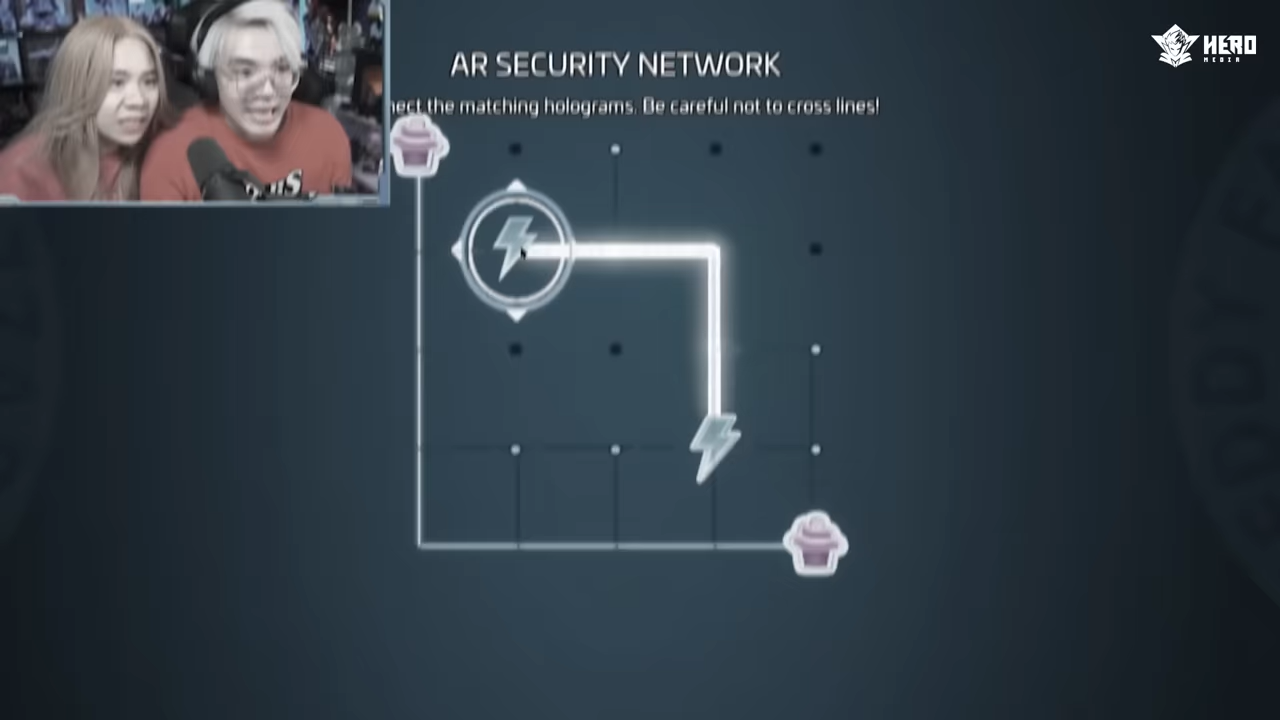 HERO
MEDIA
AR SECURITY NETWORK
nect the matching holograms. Be careful not to cross lines!